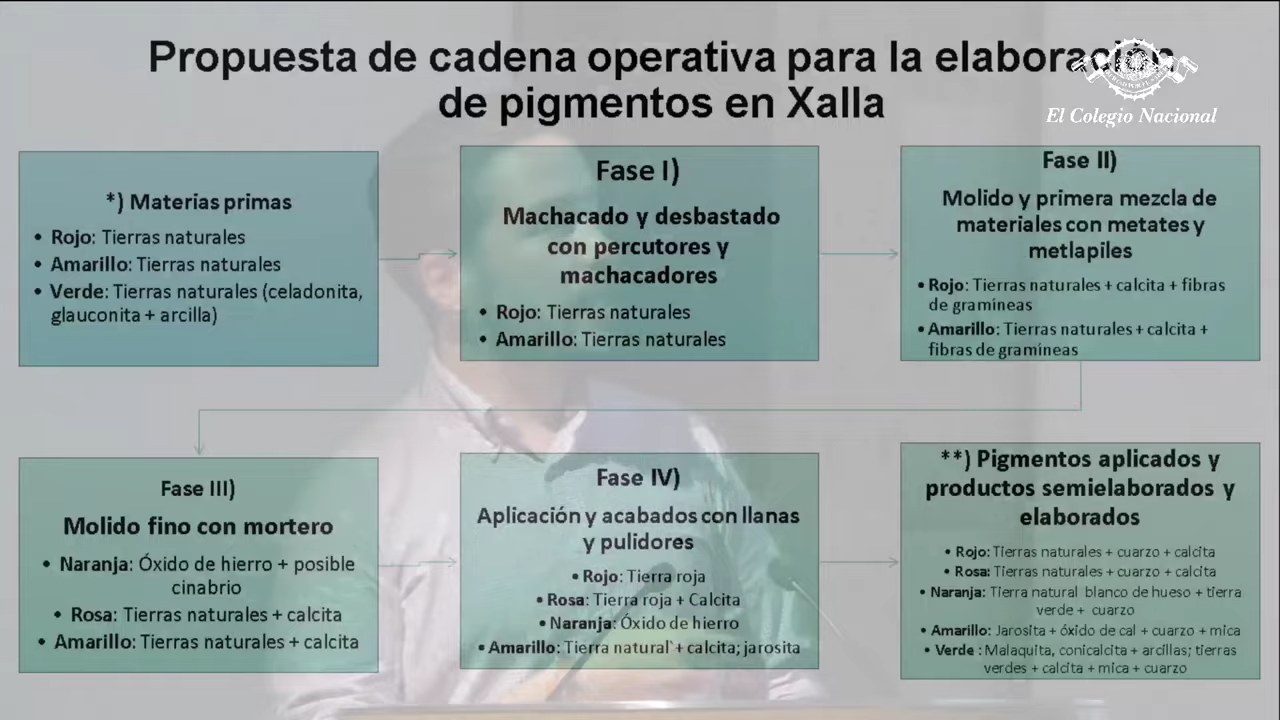 Propuesta de cadena operativa para la elaboración
de pigmentos en Xalla
El Colegio Nacional
*) Materias primas
• Rojo: Tierras naturales
• Amarillo: Tierras naturales
• Verde: Tierras naturales (celadonita,
glauconita + arcilla)
Fase I)
Machacado y desbastado
con percutores y
machacadores
• Rojo: Tierras naturales
• Amarillo: Tierras naturales
Fase II)
Molido y primera mezcla de
materiales con metates y
metlapiles
• Rojo: Tierras naturales + calcita + fibras
de gramíneas
• Amarillo: Tierras naturales + calcita +
fibras de gramíneas
Fase III)
Molido fino con mortero
• Naranja: Óxido de hierro + posible
cinabrio
• Rosa: Tierras naturales + calcita
• Amarillo: Tierras naturales + calcita
Fase IV)
Aplicación y acabados con llanas
y pulidores
• Rojo: Tierra roja
• Rosa: Tierra roja + Calcita
• Naranja: Óxido de hierro
• Amarillo: Tierra natural + calcita; jarosita
**) Pigmentos aplicados y
productos semielaborados y
elaborados
• Rojo: Tierras naturales + cuarzo + calcita
• Rosa: Tierras naturales + cuarzo + calcita
• Naranja: Tierra natural blanco de hueso + tierra
verde + cuarzo
• Amarillo: Jarosita + óxido de cal + cuarzo + mica
• Verde : Malaquita, conicalcita + arcillas; tierras
verdes + calcita + mica + cuarzo